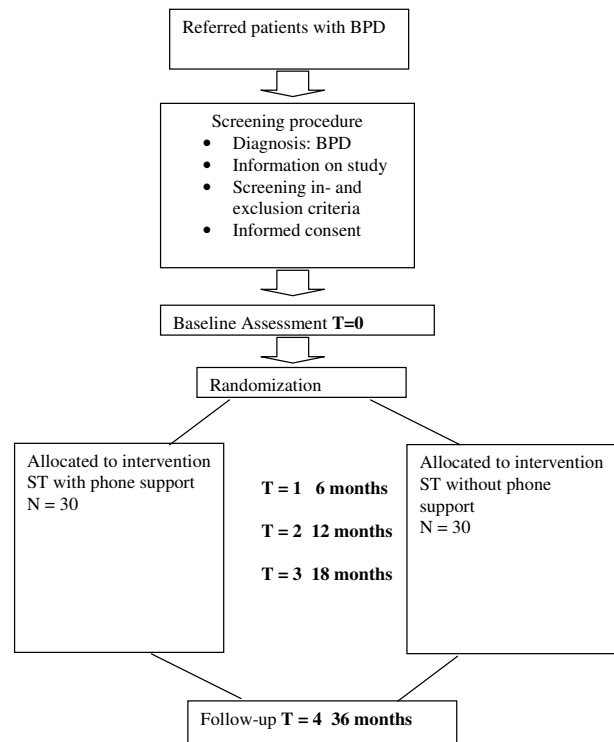 Referred patients with BPD
Screening procedure
• Diagnosis: BPD
• Information on study
• Screening in- and
exclusion criteria
• Informed consent
Baseline Assessment T=0
Randomization
Allocated to intervention
ST with phone support
N = 30
T = 1 6 months
T = 2 12 months
T = 3 18 months
Allocated to intervention
ST without phone
support
N = 30
Follow-up T = 4 36 months